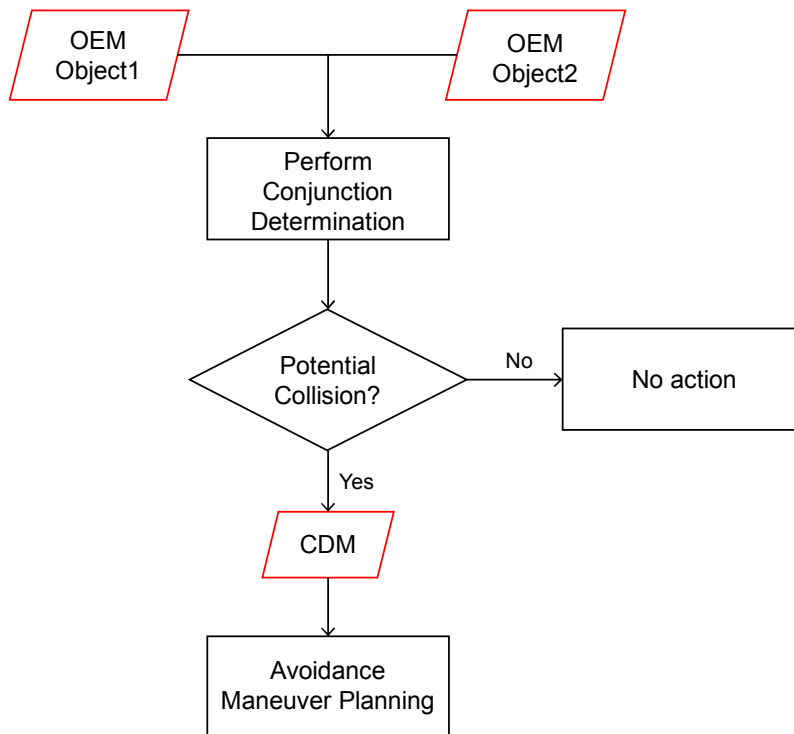 OEM
Object1
OEM
Object2
Perform
Conjunction
Determination
Potential
Collision?
No
No action
Yes
CDM
Avoidance
Maneuver Planning